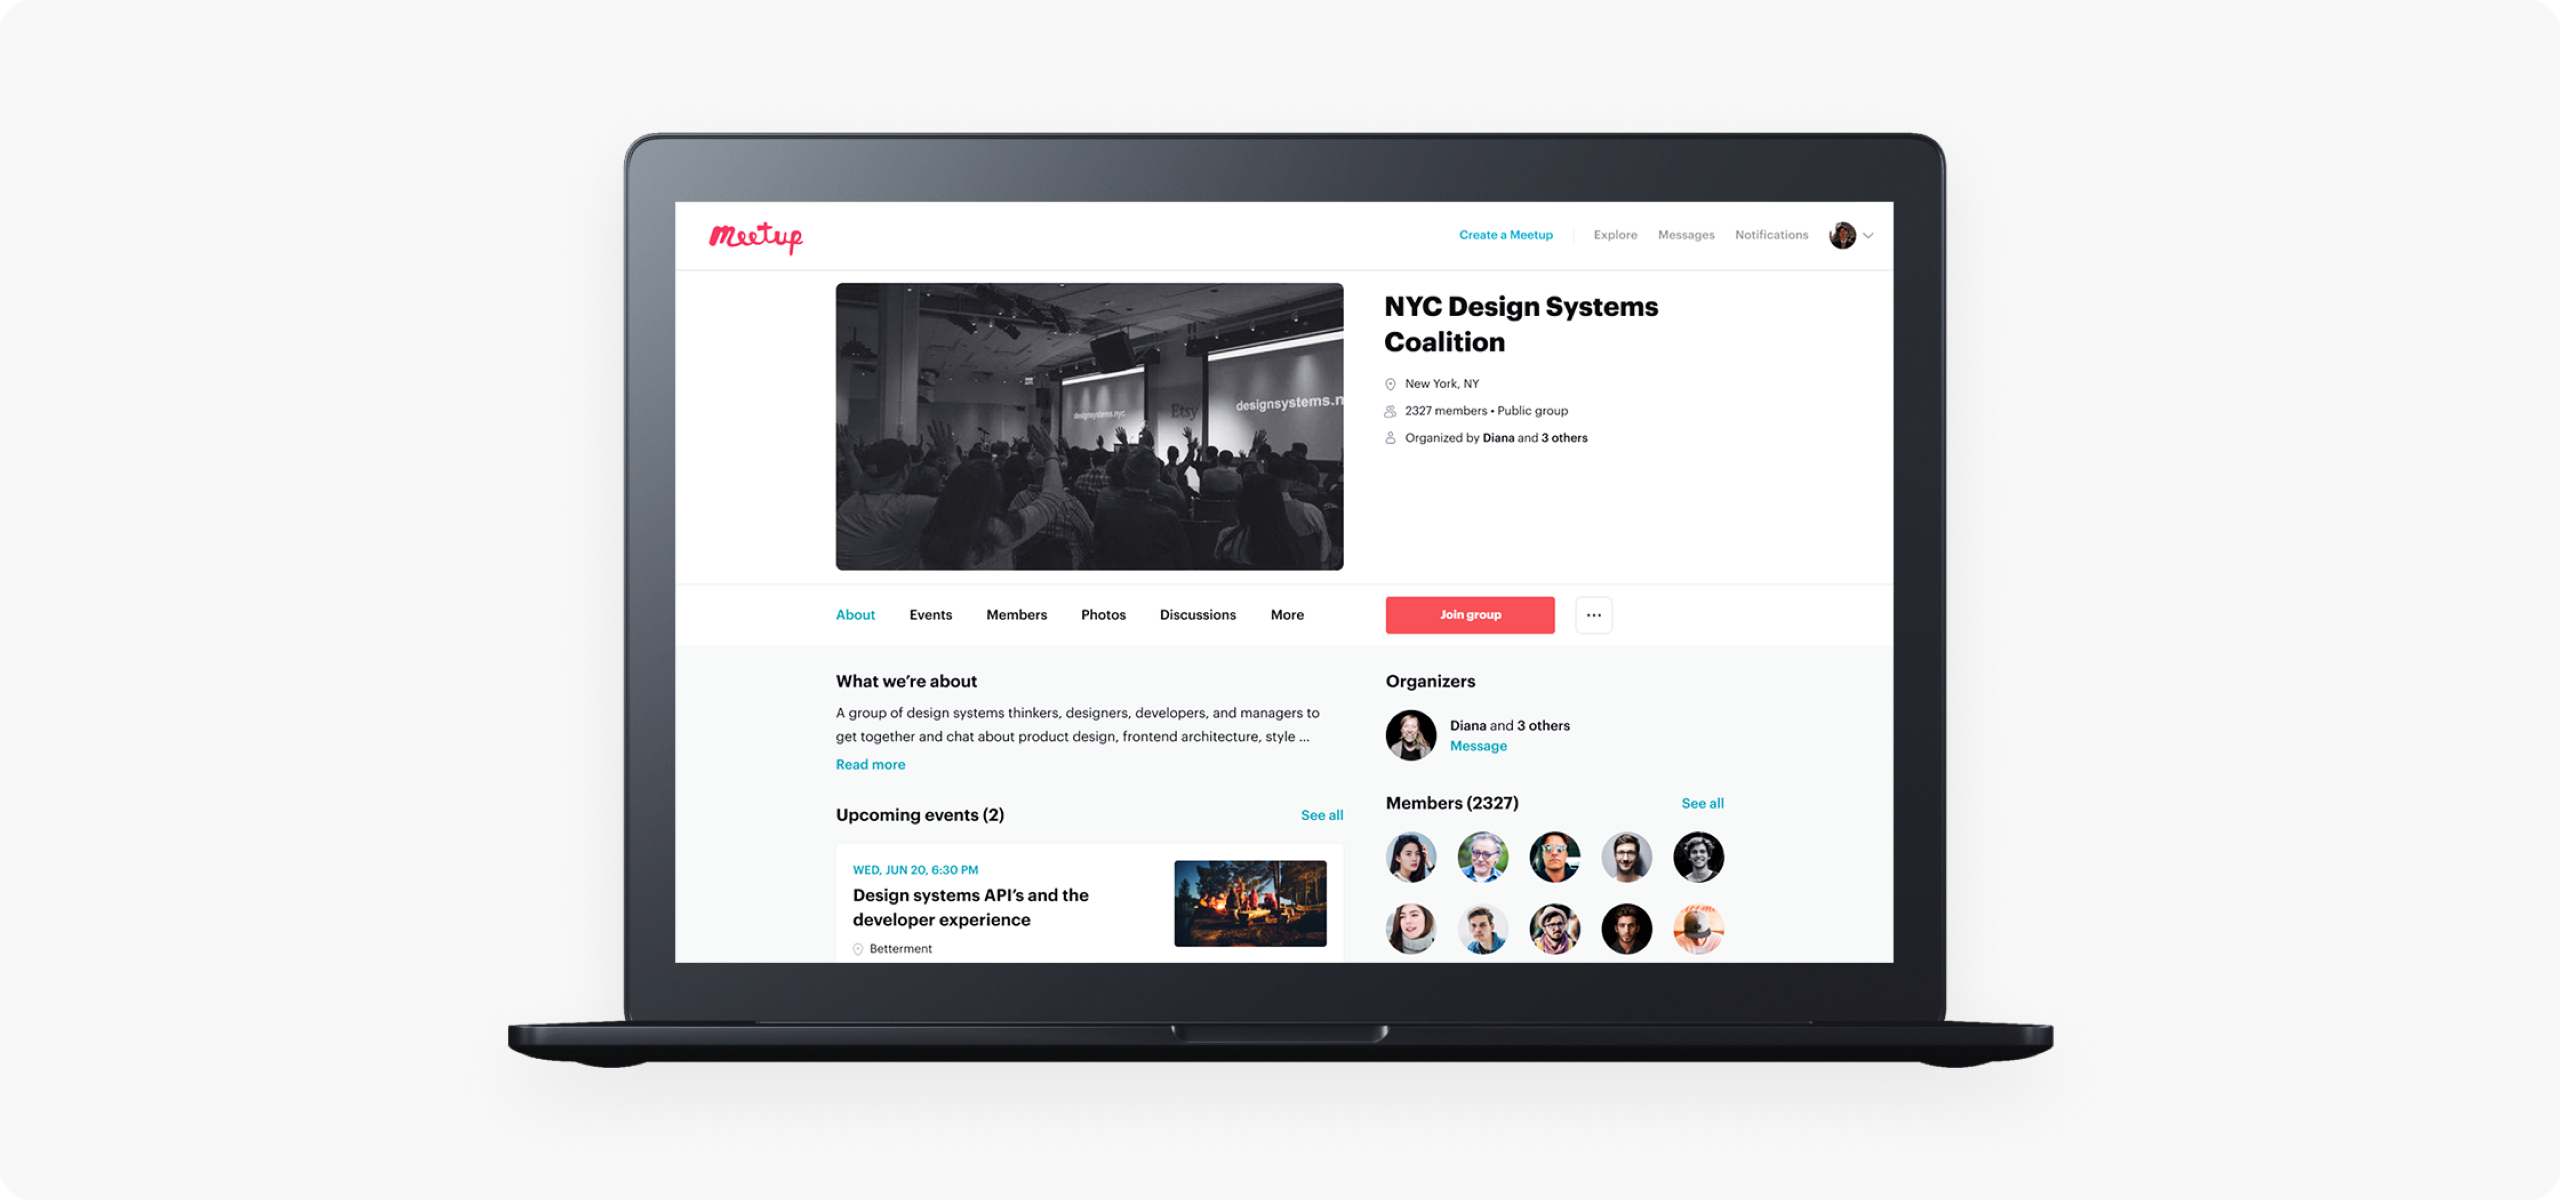 Meetup
Create a Meetup
Explore
Messages
Notifications
designsystems.nyc
Etsy
designsystems.n
NYC Design Systems
Coalition
New York, NY
2327 members • Public group
Organized by Diana and 3 others
About
Events
Members
Photos
Discussions
More
Join group
...
What we’re about
A group of design systems thinkers, designers, developers, and managers to
get together and chat about product design, frontend architecture, style ...
Read more
Upcoming events (2)
See all
WED, JUN 20, 6:30 PM
Design systems API’s and the
developer experience
Betterment
Organizers
Diana and 3 others
Message
Members (2327)
See all